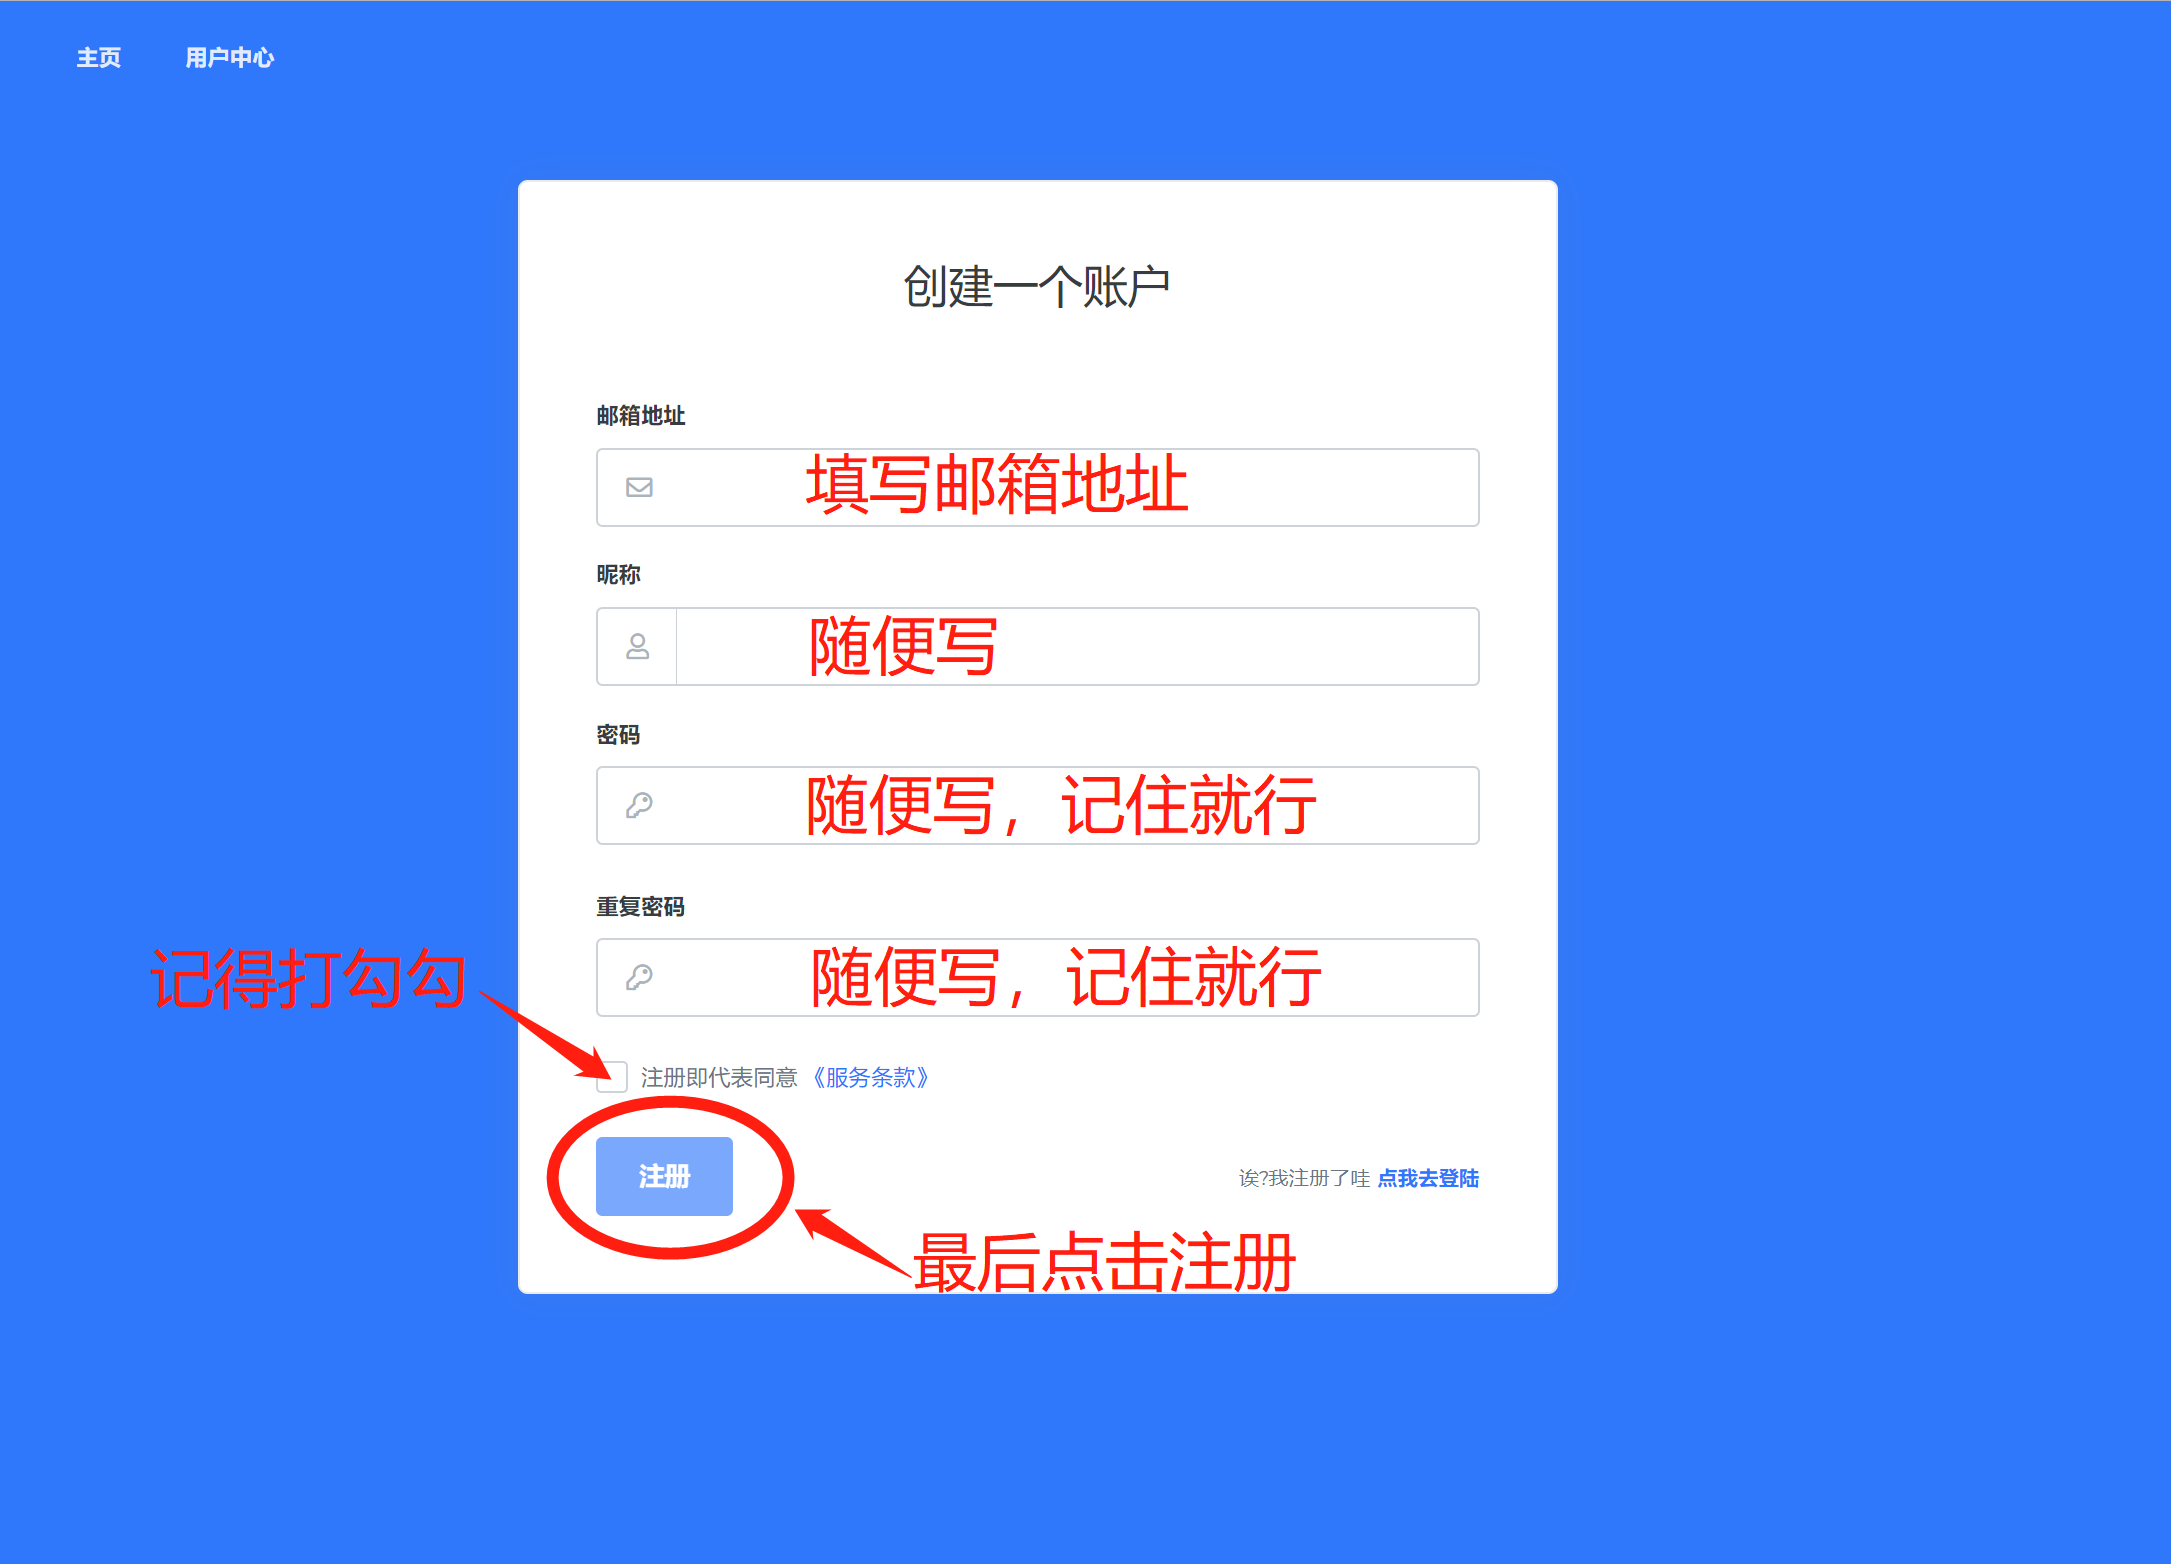 主页 用户中心
创建一个账户
邮箱地址
填写邮箱地址
昵称
随便写
密码
随便写，记住就行
重复密码
随便写，记住就行
记得打勾勾
注册即代表同意《服务条款》
注册
诶?我注册了哇 点我去登陆
最后点击注册